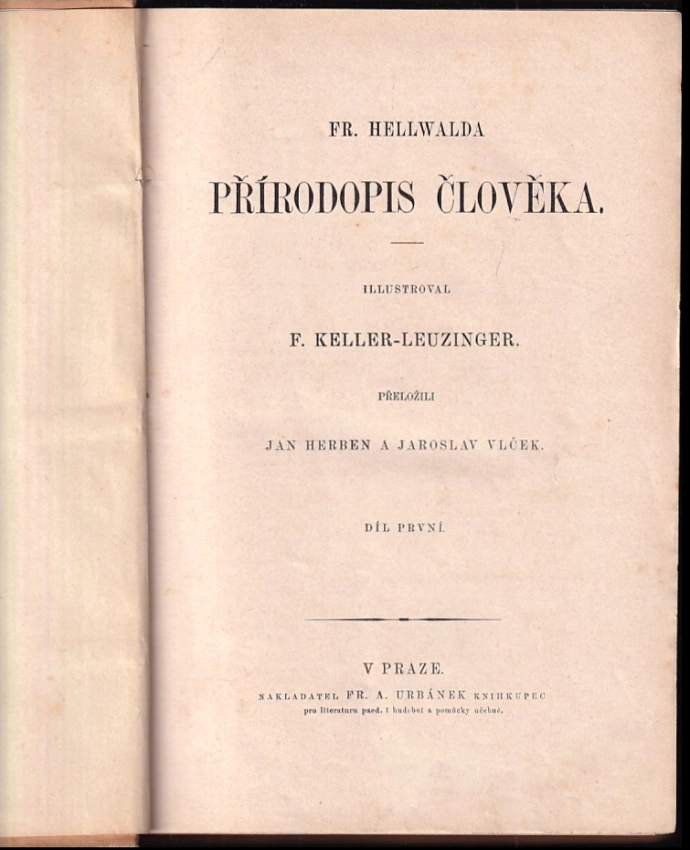 FR. HELLWALDA
PŘÍRODOPIS ČLOVĚKA.
ILLUSTROVAL
F. KELLER-LEUZINGER.
PŘELOŽILI
JAN HERBEN A JAROSLAV VLČEK.
DÍL PRVNÍ.
V PRAZE.
NAKLADATEL FR. A. URBÁNEK KNIHKUPEC
pro literaturu paed. i hudební a pomůcky učebné.